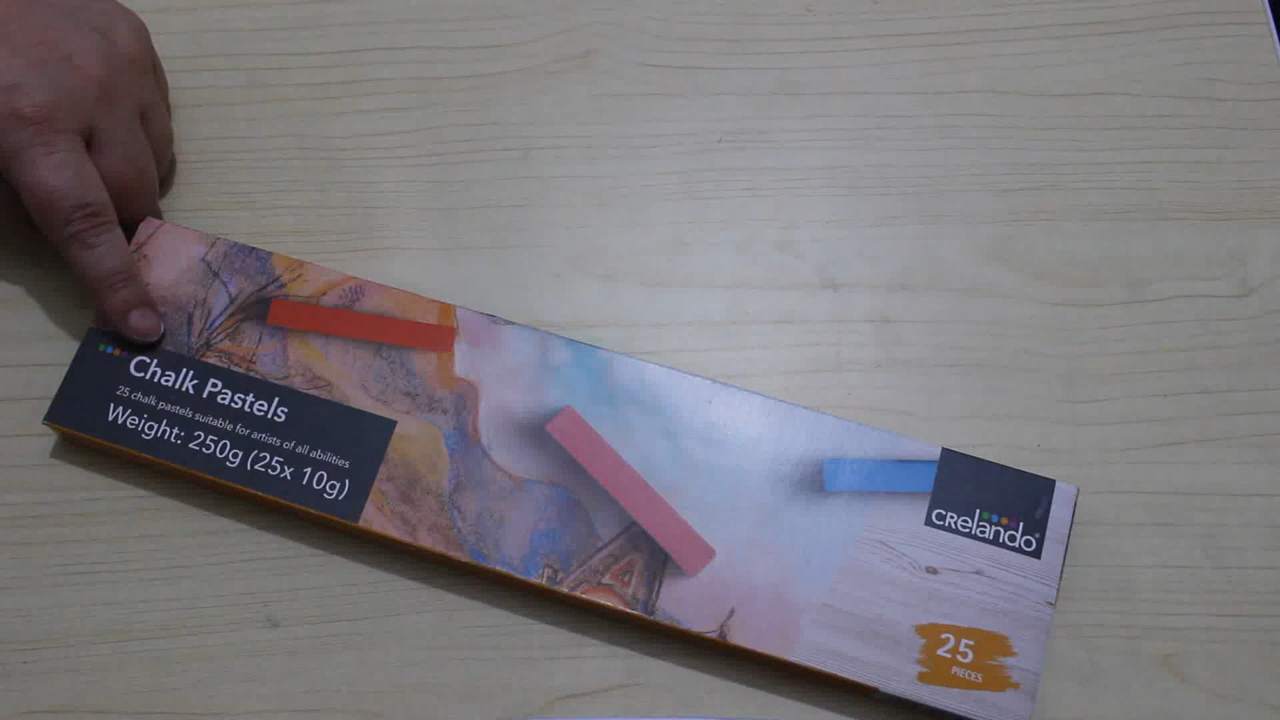 Chalk Pastels
25 chalk pastels suitable for artists of all abilities
Weight: 250g (25x 10g)
CRelando®
25
PIECES